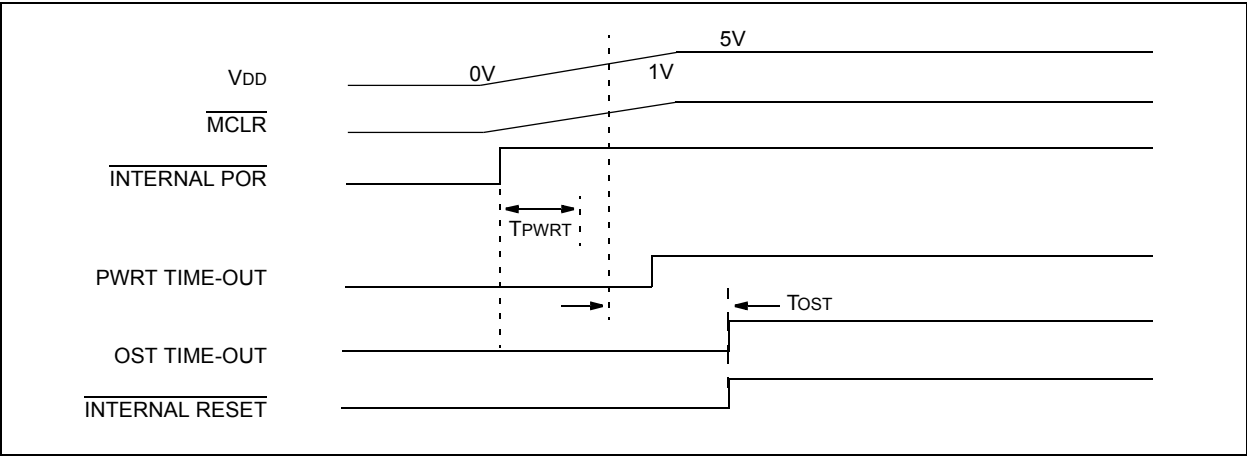 5V
VDD 0V 1V
MCLR
INTERNAL POR
TPWRT
PWRT TIME-OUT
TOST
OST TIME-OUT
INTERNAL RESET